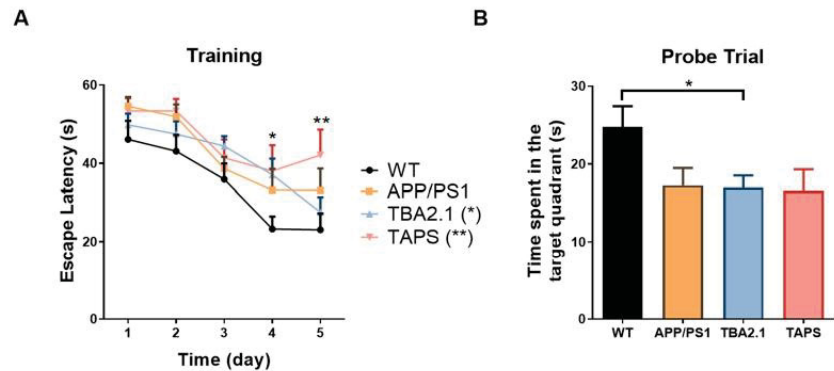 A
Training
Escape Latency (s)
60
40
20
0
1 2 3 4 5
Time (day)
*
**
WT
APP/PS1
TBA2.1 (*)
TAPS (**)
B
Probe Trial
Time spent in the
target quadrant (s)
30
20
10
0
*
WT APP/PS1 TBA2.1 TAPS